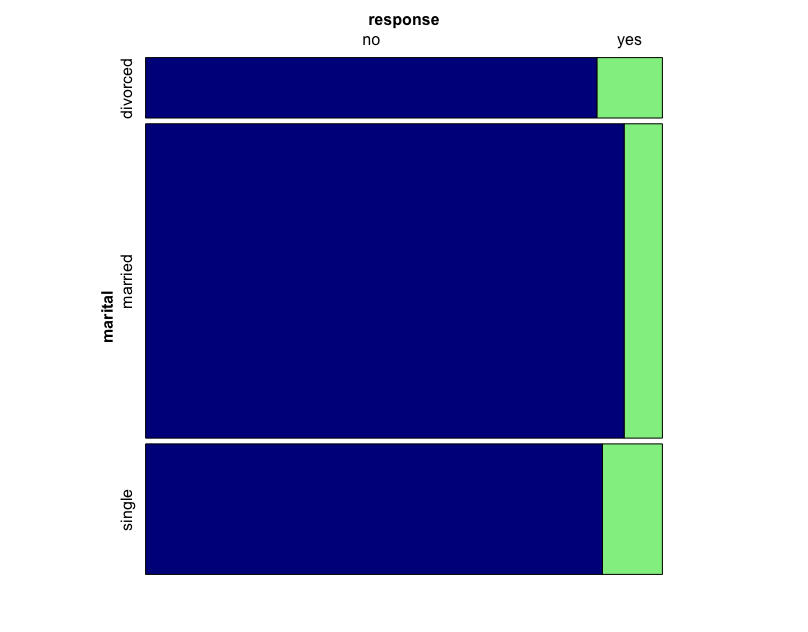 response
no yes
divorced
married
marital
single